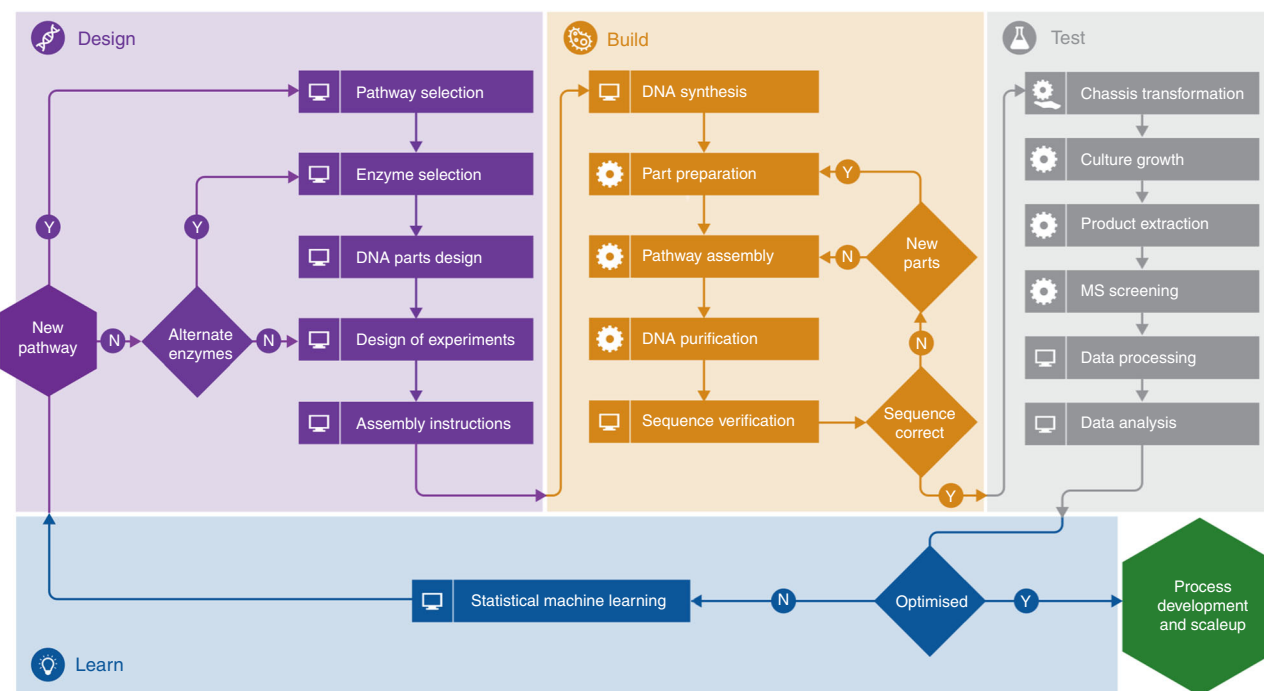 Design
Pathway selection
Enzyme selection
DNA parts design
Design of experiments
Assembly instructions
Y
Y
New
pathway
N
Alternate
enzymes
N
Build
DNA synthesis
Part preparation
Pathway assembly
DNA purification
Sequence verification
Y
N
New
parts
N
Sequence
correct
Y
Test
Chassis transformation
Culture growth
Product extraction
MS screening
Data processing
Data analysis
Statistical machine learning
N
Optimised
Y
Process
development
and scaleup
Learn